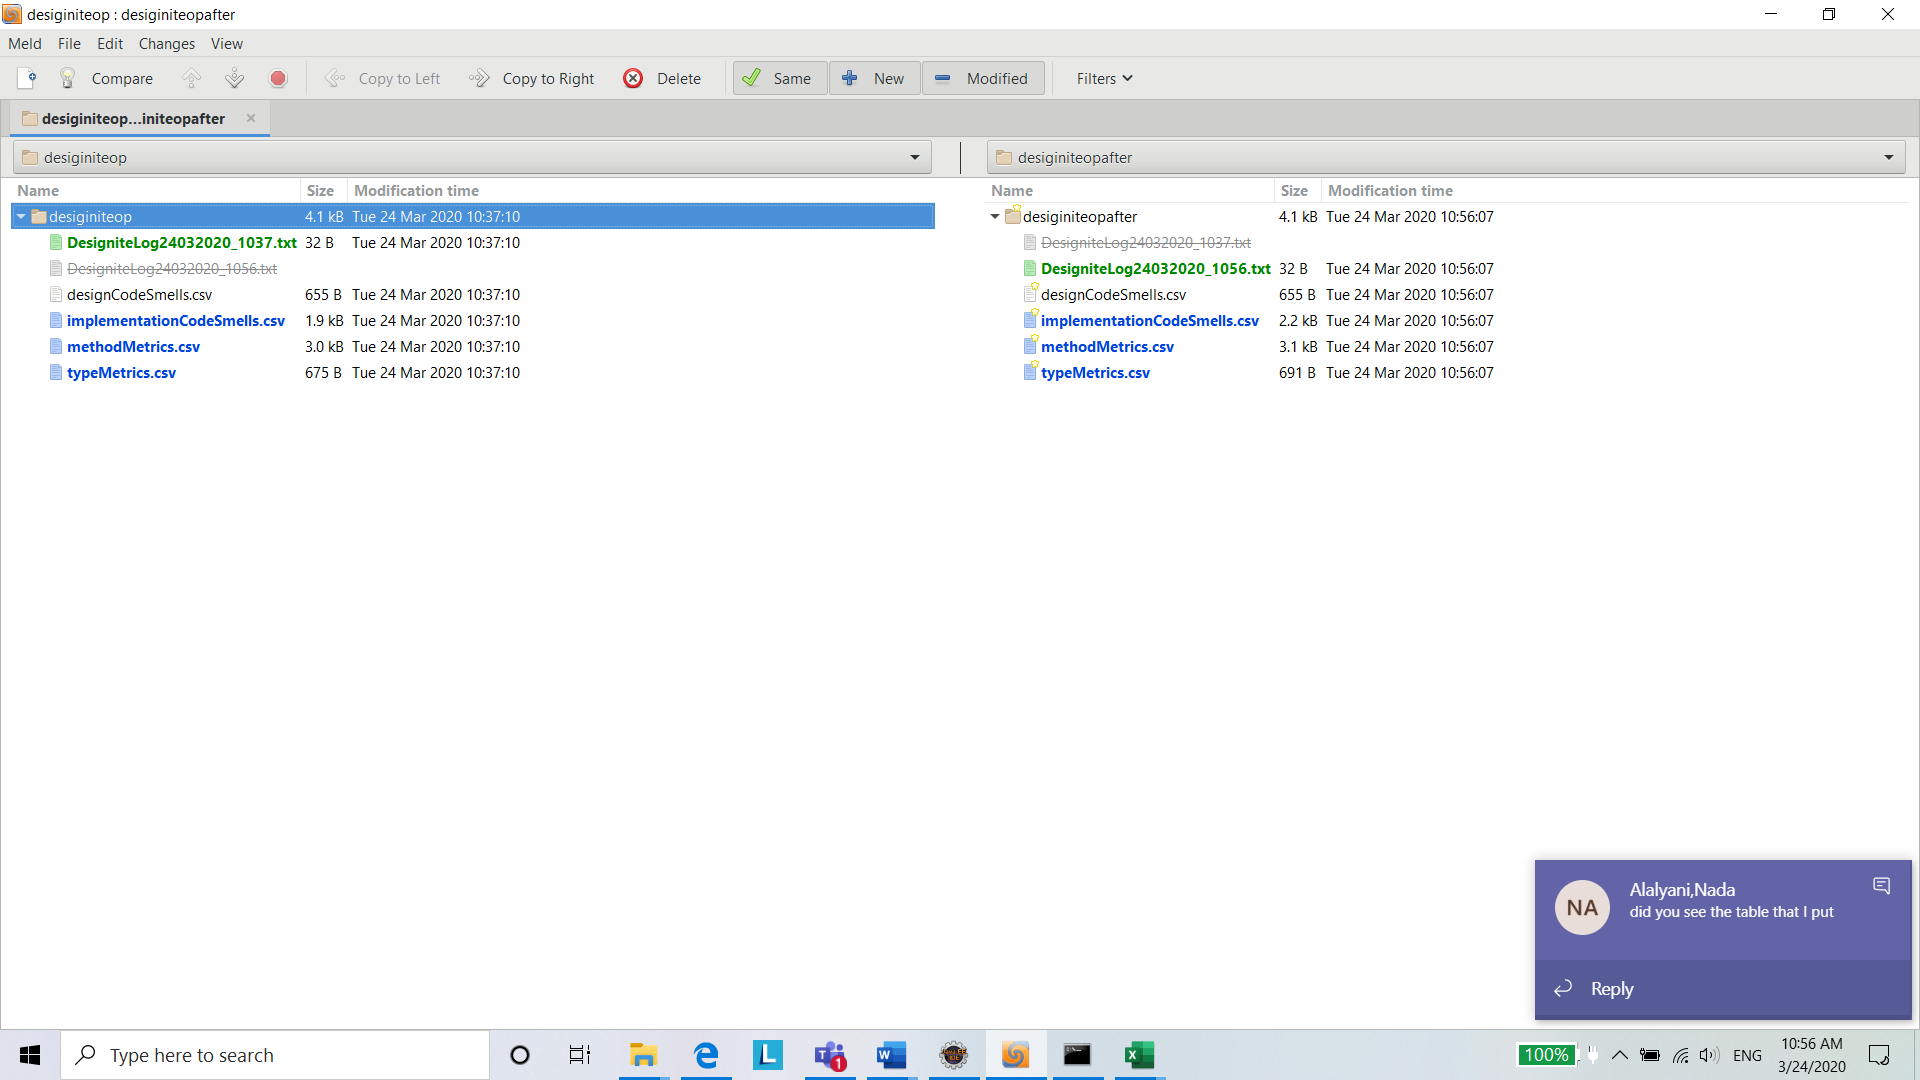 desiginiteop : desiginiteopafter
Meld File Edit Changes View
Compare Copy to Left Copy to Right Delete Same New Modified Filters
desiginiteop...initeopafter
desiginiteop desiginiteopafter
Name Size Modification time Name Size Modification time
desiginiteop 4.1 kB Tue 24 Mar 2020 10:37:10 desiginiteopafter 4.1 kB Tue 24 Mar 2020 10:56:07
DesigniteLog24032020_1037.txt 32 B Tue 24 Mar 2020 10:37:10 DesigniteLog24032020_1037.txt
DesigniteLog24032020_1056.txt DesigniteLog24032020_1056.txt 32 B Tue 24 Mar 2020 10:56:07
designCodeSmells.csv 655 B Tue 24 Mar 2020 10:37:10 designCodeSmells.csv 655 B Tue 24 Mar 2020 10:56:07
implementationCodeSmells.csv 1.9 kB Tue 24 Mar 2020 10:37:10 implementationCodeSmells.csv 2.2 kB Tue 24 Mar 2020 10:56:07
methodMetrics.csv 3.0 kB Tue 24 Mar 2020 10:37:10 methodMetrics.csv 3.1 kB Tue 24 Mar 2020 10:56:07
typeMetrics.csv 675 B Tue 24 Mar 2020 10:37:10 typeMetrics.csv 691 B Tue 24 Mar 2020 10:56:07
NA Alalyani,Nada
did you see the table that I put
Reply
Type here to search 100% ENG 10:56 AM
3/24/2020